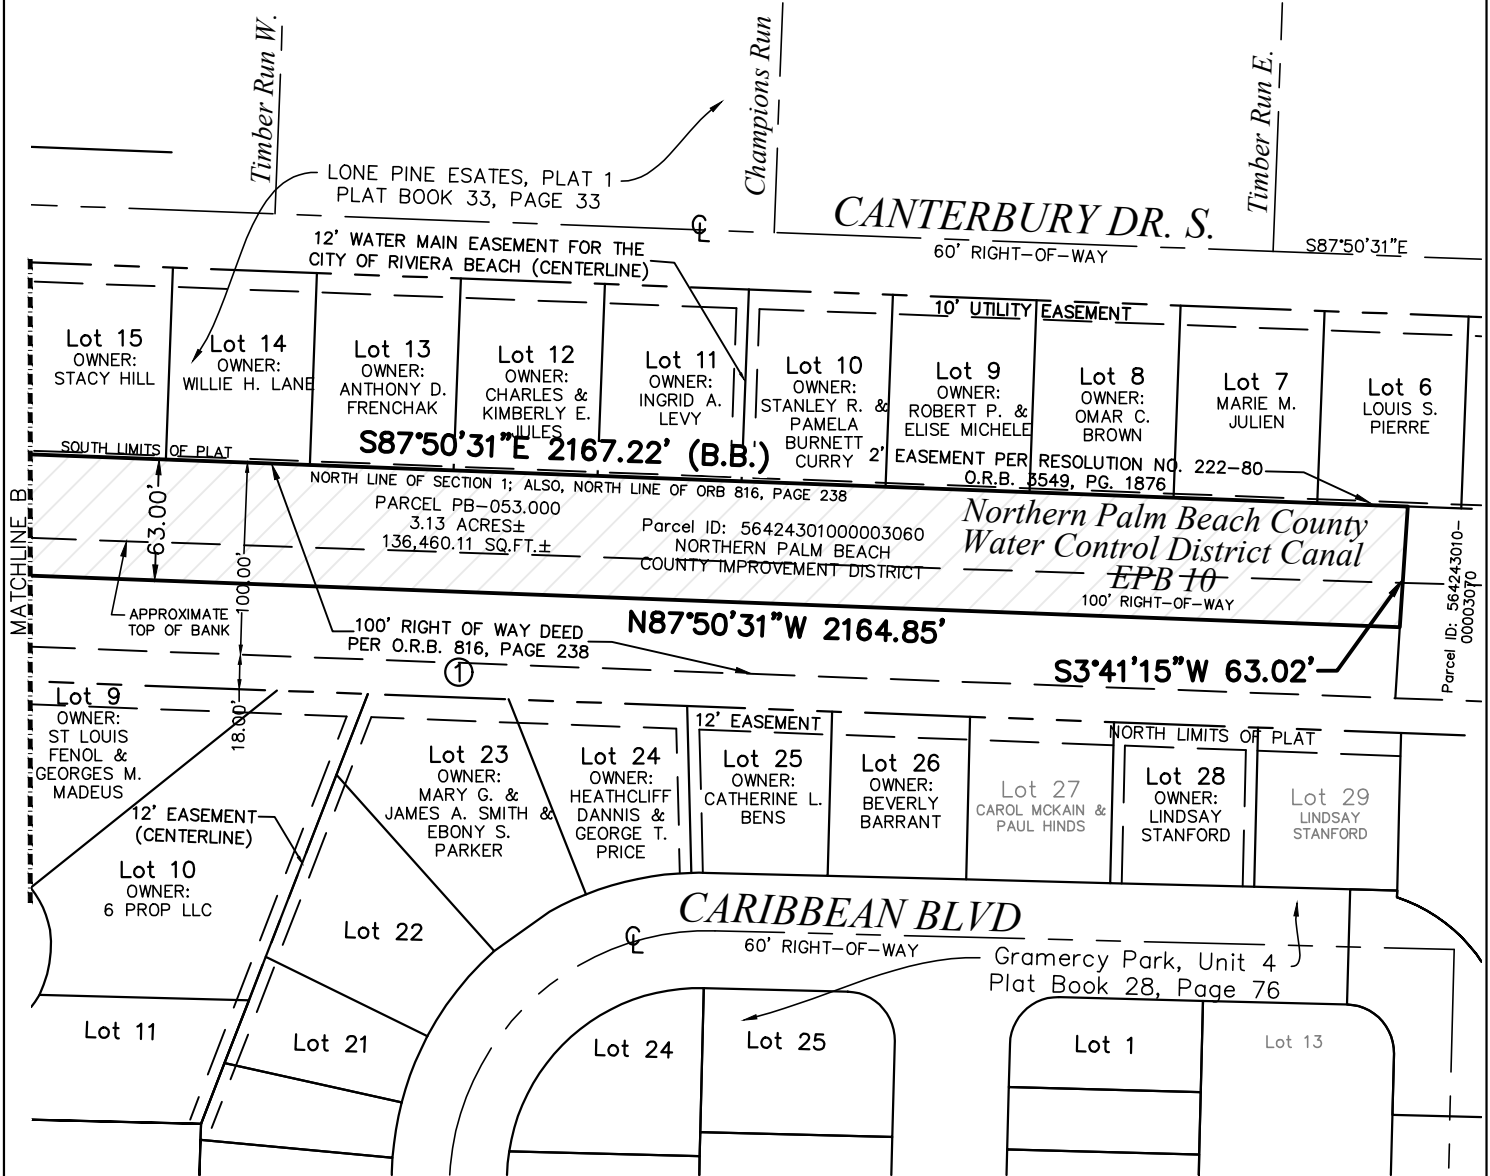 Timber Run W.
Champions Run
Timber Run E.
LONE PINE ESATES, PLAT 1
PLAT BOOK 33, PAGE 33
CANTERBURY DR. S.
60' RIGHT-OF-WAY
S87°50'31"E
12' WATER MAIN EASEMENT FOR THE
CITY OF RIVIERA BEACH (CENTERLINE)
10' UTILITY EASEMENT
Lot 15
OWNER:
STACY HILL
Lot 14
OWNER:
WILLIE H. LANE
Lot 13
OWNER:
ANTHONY D.
FRENCHAK
Lot 12
OWNER:
CHARLES &
KIMBERLY E.
JULES
Lot 11
OWNER:
INGRID A.
LEVY
Lot 10
OWNER:
STANLEY R. &
PAMELA
BURNETT
CURRY
Lot 9
OWNER:
ROBERT P. &
ELISE MICHELE
Lot 8
OWNER:
OMAR C.
BROWN
Lot 7
MARIE M.
JULIEN
Lot 6
LOUIS S.
PIERRE
SOUTH LIMITS OF PLAT
S87°50'31"E 2167.22' (B.B.)
2' EASEMENT PER RESOLUTION NO. 222-80
O.R.B. 3549, PG. 1876
NORTH LINE OF SECTION 1; ALSO, NORTH LINE OF ORB 816, PAGE 238
PARCEL PB-053.000
3.13 ACRES±
136,460.11 SQ.FT.±
Parcel ID: 56424301000003060
NORTHERN PALM BEACH
COUNTY IMPROVEMENT DISTRICT
Northern Palm Beach County
Water Control District Canal
EPB 10
100' RIGHT-OF-WAY
MATCHLINE B
63.00'
100.00'
18.00'
APPROXIMATE
TOP OF BANK
100' RIGHT OF WAY DEED
PER O.R.B. 816, PAGE 238
1
N87°50'31"W 2164.85'
S3°41'15"W 63.02'
Parcel ID: 564243010-
00003070
Lot 9
OWNER:
ST LOUIS
FENOL &
GEORGES M.
MADEUS
12' EASEMENT
(CENTERLINE)
Lot 10
OWNER:
6 PROP LLC
Lot 23
OWNER:
MARY G. &
JAMES A. SMITH &
EBONY S.
PARKER
Lot 24
OWNER:
HEATHCLIFF
DANNIS &
GEORGE T.
PRICE
12' EASEMENT
Lot 25
OWNER:
CATHERINE L.
BENS
Lot 26
OWNER:
BEVERLY
BARRANT
Lot 27
CAROL MCKAIN &
PAUL HINDS
NORTH LIMITS OF PLAT
Lot 28
OWNER:
LINDSAY
STANFORD
Lot 29
LINDSAY
STANFORD
Lot 22
CARIBBEAN BLVD
60' RIGHT-OF-WAY
Gramercy Park, Unit 4
Plat Book 28, Page 76
Lot 11
Lot 21
Lot 24
Lot 25
Lot 1
Lot 13